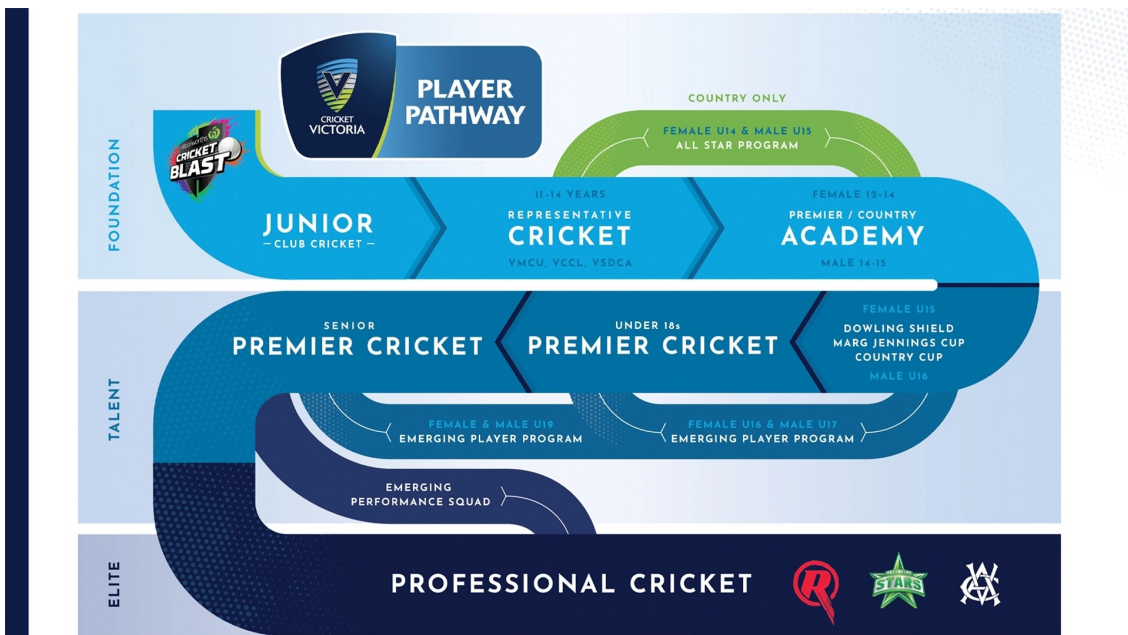 CRICKET
VICTORIA
PLAYER
PATHWAY
FOUNDATION
woolworths
CRICKET
BLAST
JUNIOR
– CLUB CRICKET –
11–14 YEARS
REPRESENTATIVE
CRICKET
VMCU, VCCL, VSDCA
COUNTRY ONLY
FEMALE U14 & MALE U15
ALL STAR PROGRAM
FEMALE 12–14
PREMIER / COUNTRY
ACADEMY
MALE 14-15
TALENT
FEMALE U15
DOWLING SHIELD
MARG JENNINGS CUP
COUNTRY CUP
MALE U16
UNDER 18s
PREMIER CRICKET
SENIOR
PREMIER CRICKET
FEMALE U16 & MALE U17
EMERGING PLAYER PROGRAM
FEMALE & MALE U19
EMERGING PLAYER PROGRAM
EMERGING
PERFORMANCE SQUAD
ELITE
PROFESSIONAL CRICKET
R
STARS